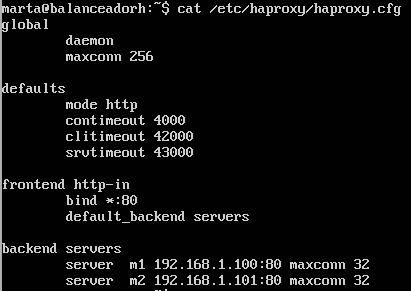 marta@balanceadorh:~$ cat /etc/haproxy/haproxy.cfg
global
        daemon
        maxconn 256

defaults
        mode http
        contimeout 4000
        clitimeout 42000
        srvtimeout 43000

frontend http-in
        bind *:80
        default_backend servers

backend servers
        server  m1 192.168.1.100:80 maxconn 32
        server  m2 192.168.1.101:80 maxconn 32